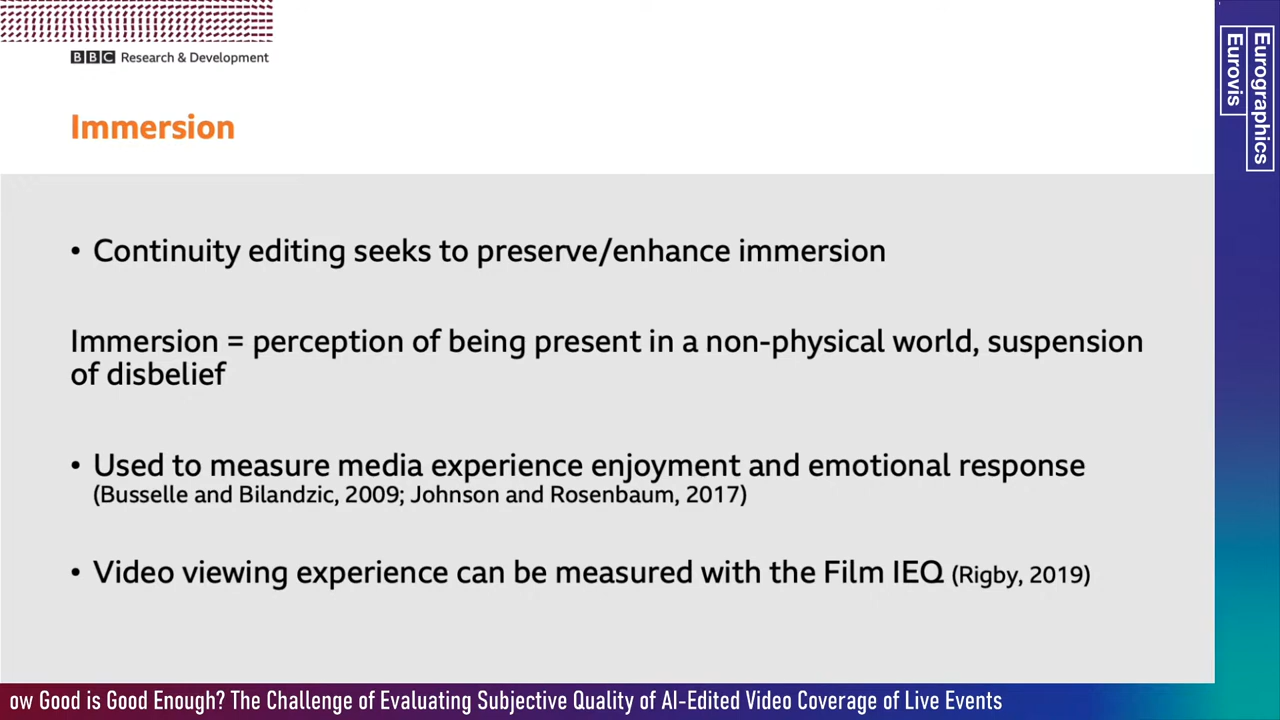 BBC Research & Development
Immersion
• Continuity editing seeks to preserve/enhance immersion
Immersion = perception of being present in a non-physical world, suspension
of disbelief
• Used to measure media experience enjoyment and emotional response
(Busselle and Bilandzic, 2009; Johnson and Rosenbaum, 2017)
• Video viewing experience can be measured with the Film IEQ (Rigby, 2019)
Eurographics
Eurovis
ow Good is Good Enough? The Challenge of Evaluating Subjective Quality of AI-Edited Video Coverage of Live Events